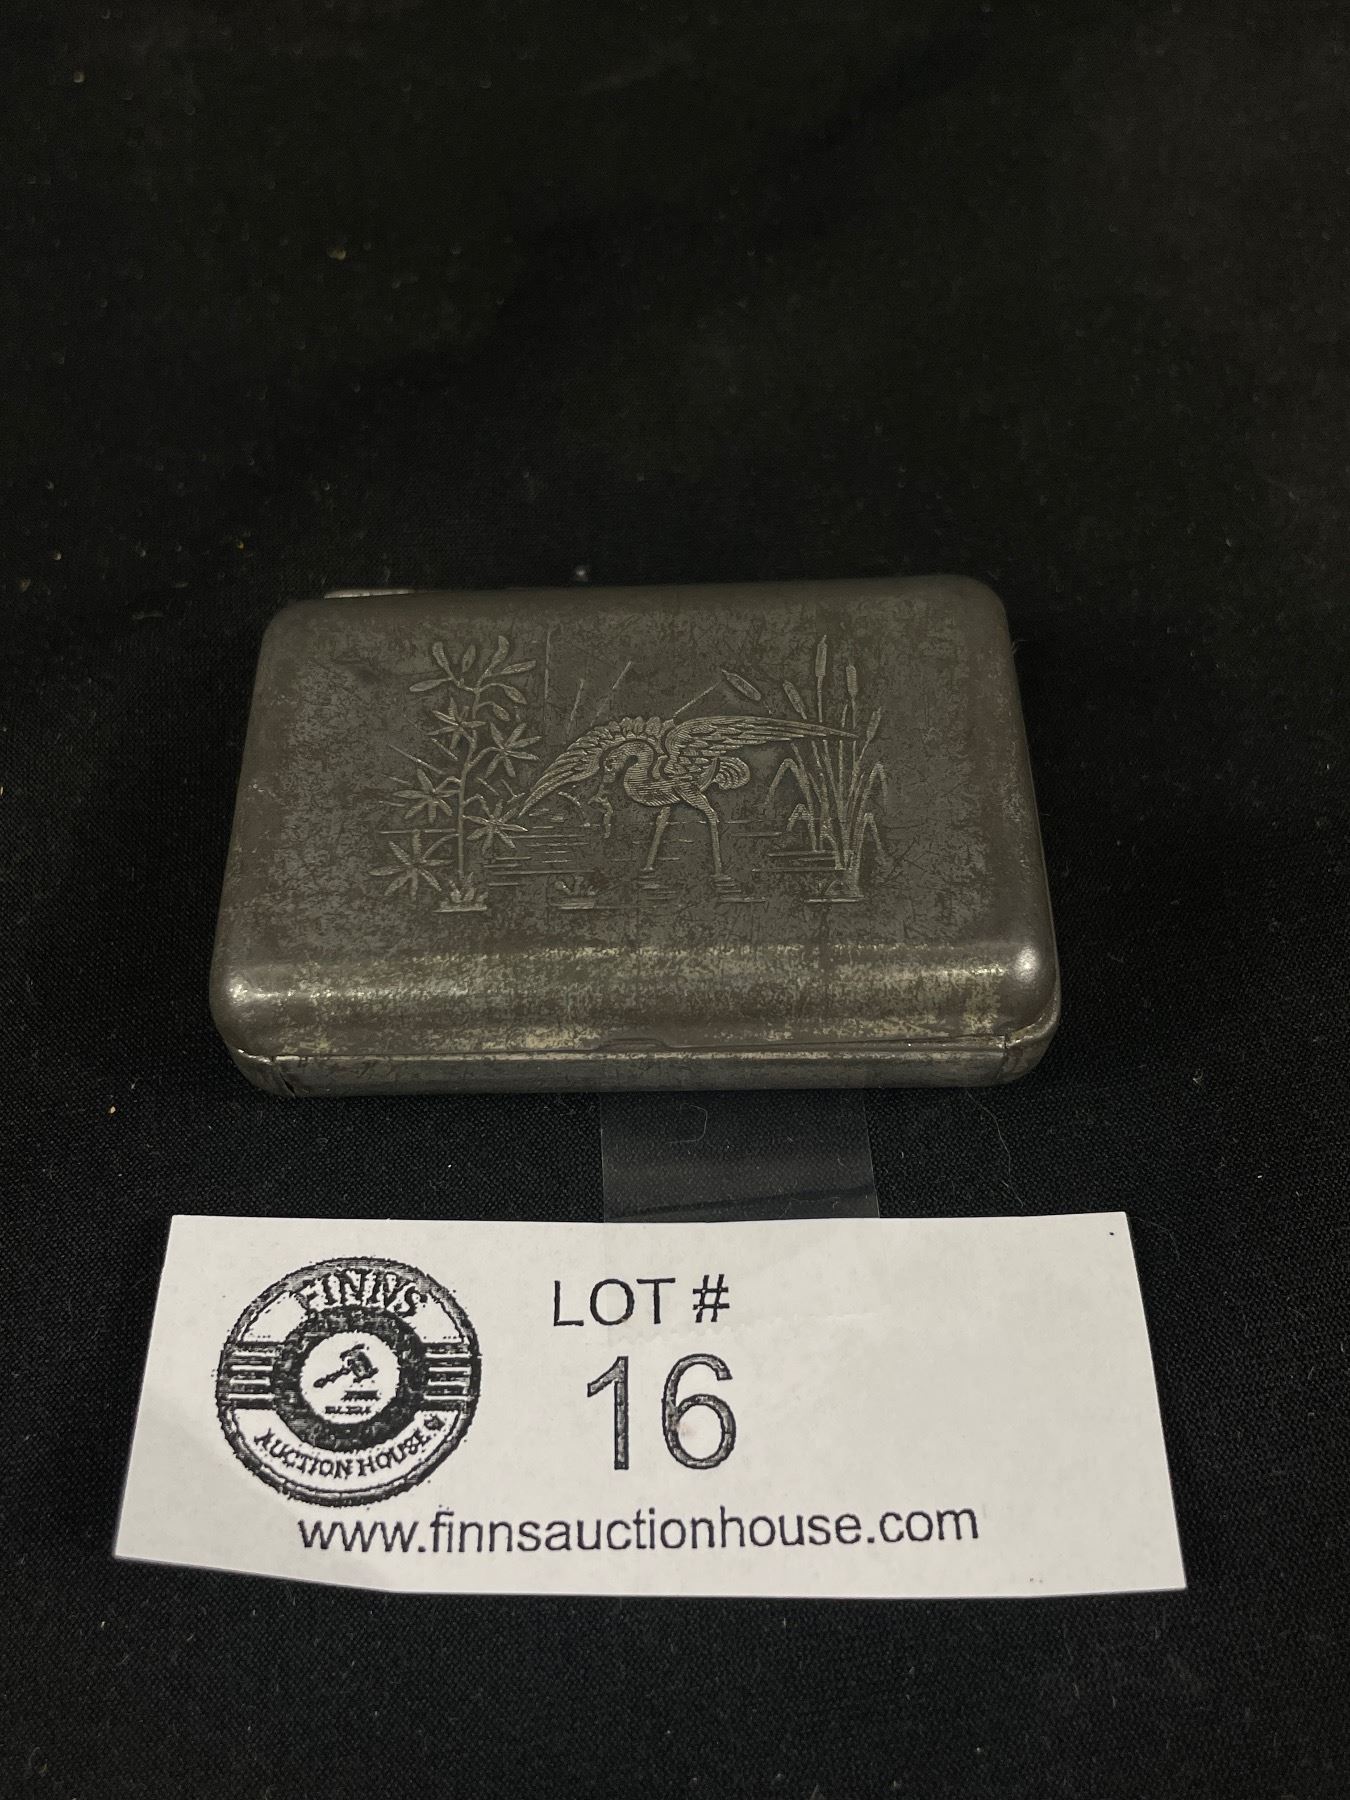 FINNS
AUCTION HOUSE
LOT #
16
www.finnsauctionhouse.com